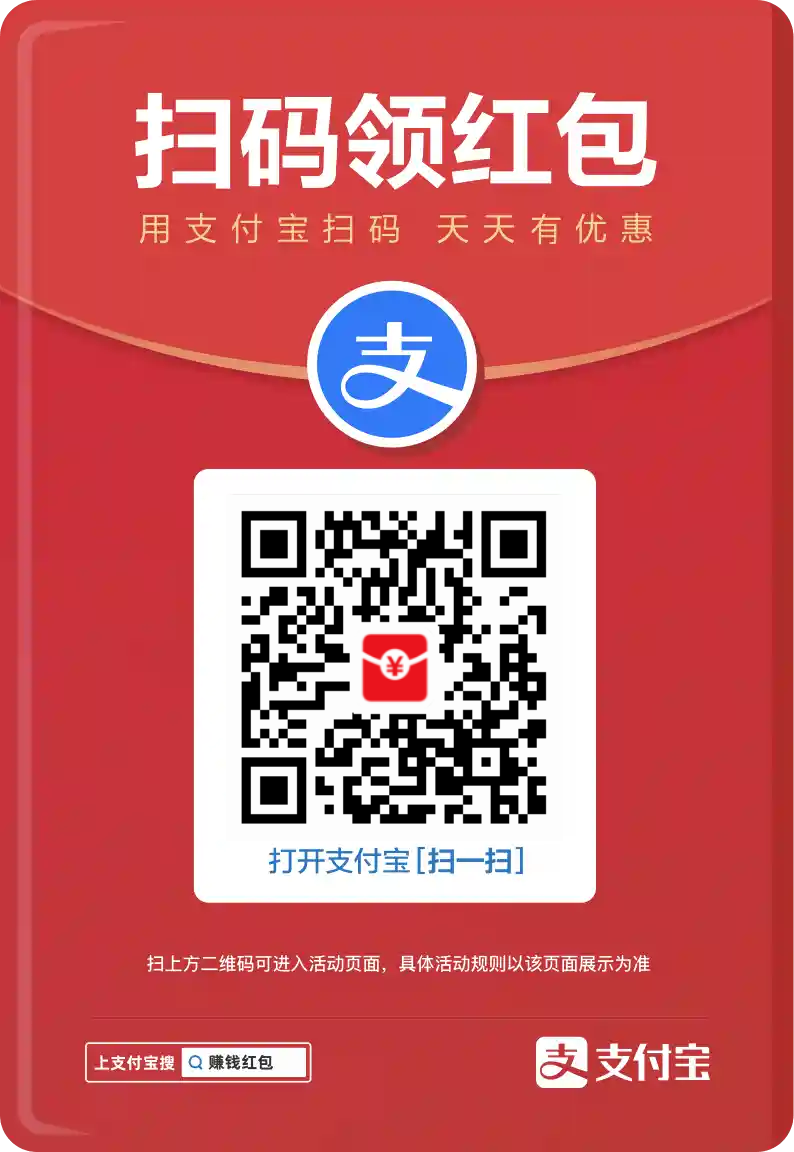 扫码领红包
用支付宝扫码 天天有优惠
支
¥
打开支付宝[扫一扫]
扫上方二维码可进入活动页面，具体活动规则以该页面展示为准
上支付宝搜 赚钱红包
支 支付宝